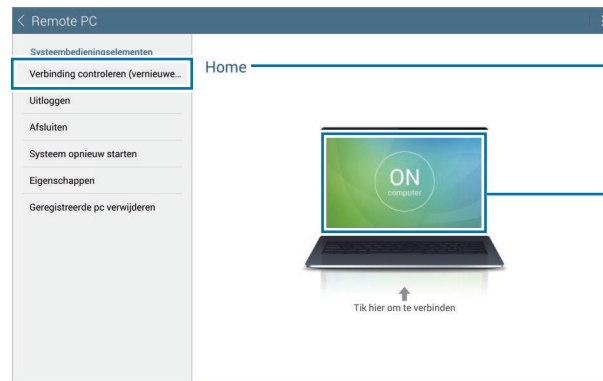 Remote PC
Systeembedieningselementen
Verbinding controleren (vernieuwe...
Uitloggen
Afsluiten
Systeem opnieuw starten
Eigenschappen
Geregistreerde pc verwijderen
Home
ON
computer
Tik hier om te verbinden